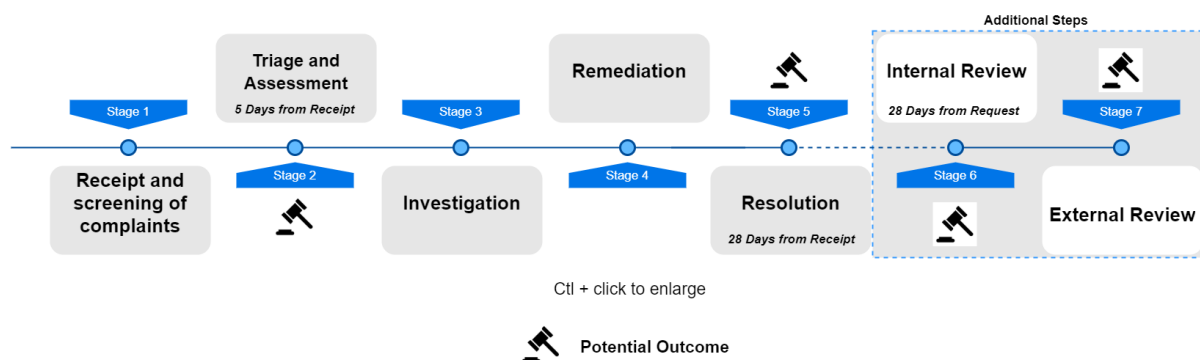 Additional Steps
Stage 1
Receipt and
screening of
complaints
Triage and
Assessment
5 Days from Receipt
Stage 2
Stage 3
Investigation
Remediation
Stage 4
Stage 5
Resolution
28 Days from Receipt
Internal Review
28 Days from Request
Stage 6
Stage 7
External Review
Ctl + click to enlarge
Potential Outcome